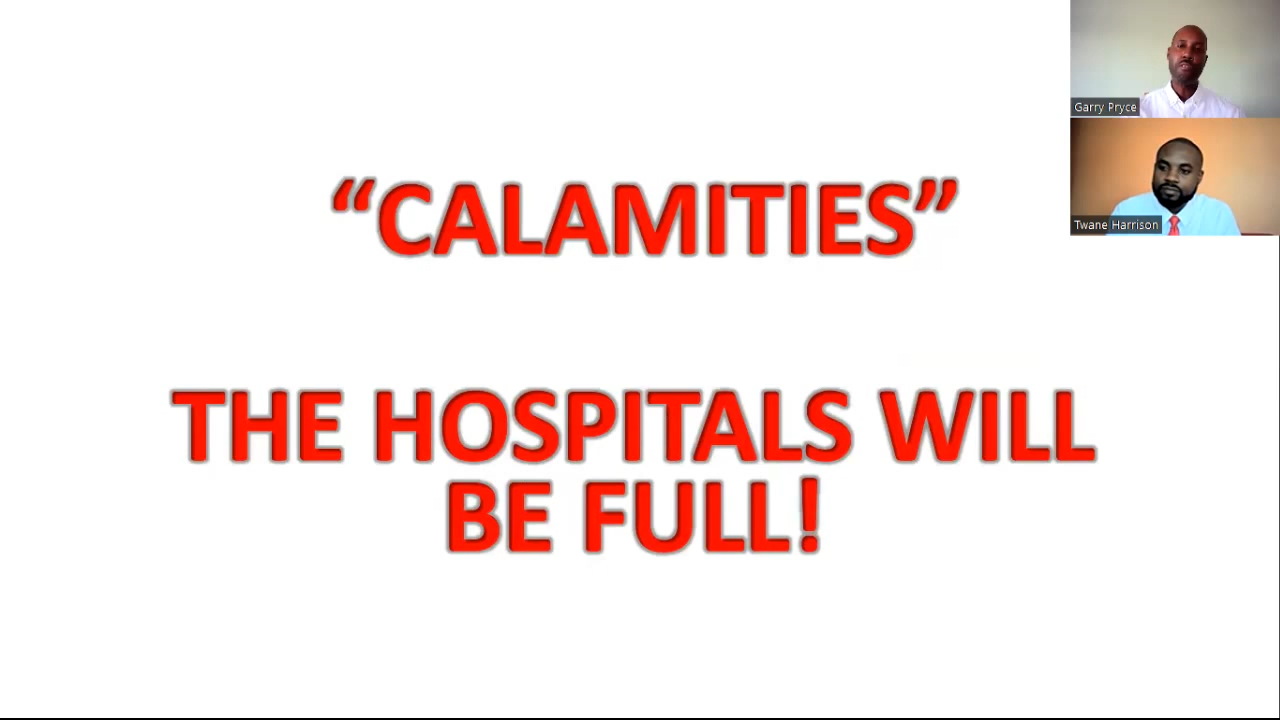 “CALAMITIES”
THE HOSPITALS WILL
BE FULL!
Garry Pryce
Twane Harrison